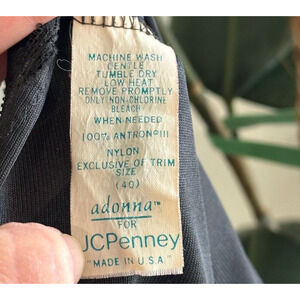 MACHINE WASH
GENTLE
TUMBLE DRY
LOW HEAT
REMOVE PROMPTLY
ONLY NON-CHLORINE
BLEACH
WHEN NEEDED
100% ANTRON®III
NYLON
EXCLUSIVE OF TRIM
SIZE
(40)
adonna™
FOR
JCPenney
"MADE IN U.S.A."